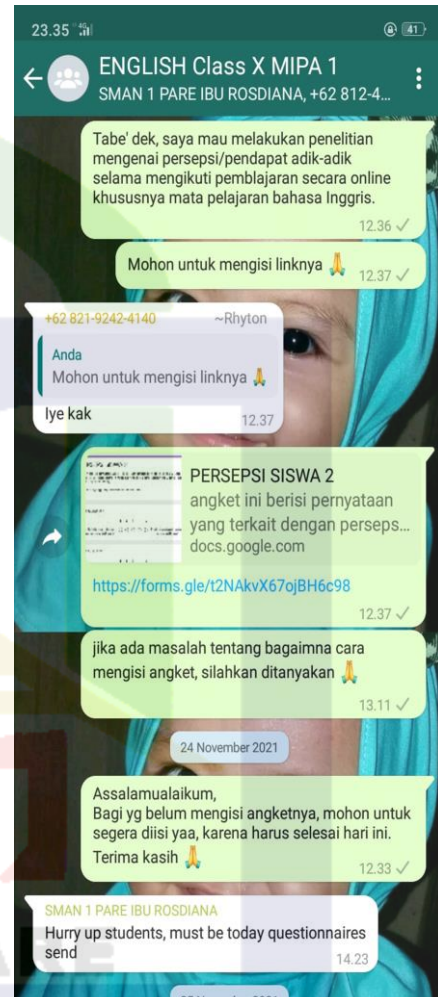 23.35 4G
41
ENGLISH Class X MIPA 1
SMAN 1 PARE IBU ROSDIANA, +62 812-4...
Tabe' dek, saya mau melakukan penelitian
mengenai persepsi/pendapat adik-adik
selama mengikuti pemblajaran secara online
khususnya mata pelajaran bahasa Inggris.
12.36
Mohon untuk mengisi linknya 🙏
12.37
+62 821-9242-4140 ~Rhyton
Anda
Mohon untuk mengisi linknya 🙏
Iye kak
12.37
PERSEPSI SISWA 2
angket ini berisi pernyataan
yang terkait dengan perseps...
docs.google.com
https://forms.gle/t2NAkvX67ojBH6c98
12.37
jika ada masalah tentang bagaimna cara
mengisi angket, silahkan ditanyakan 🙏
13.11
24 November 2021
Assalamualaikum,
Bagi yg belum mengisi angketnya, mohon untuk
segera diisi yaa, karena harus selesai hari ini.
Terima kasih 🙏
12.33
SMAN 1 PARE IBU ROSDIANA
Hurry up students, must be today questionnaires
send
14.23